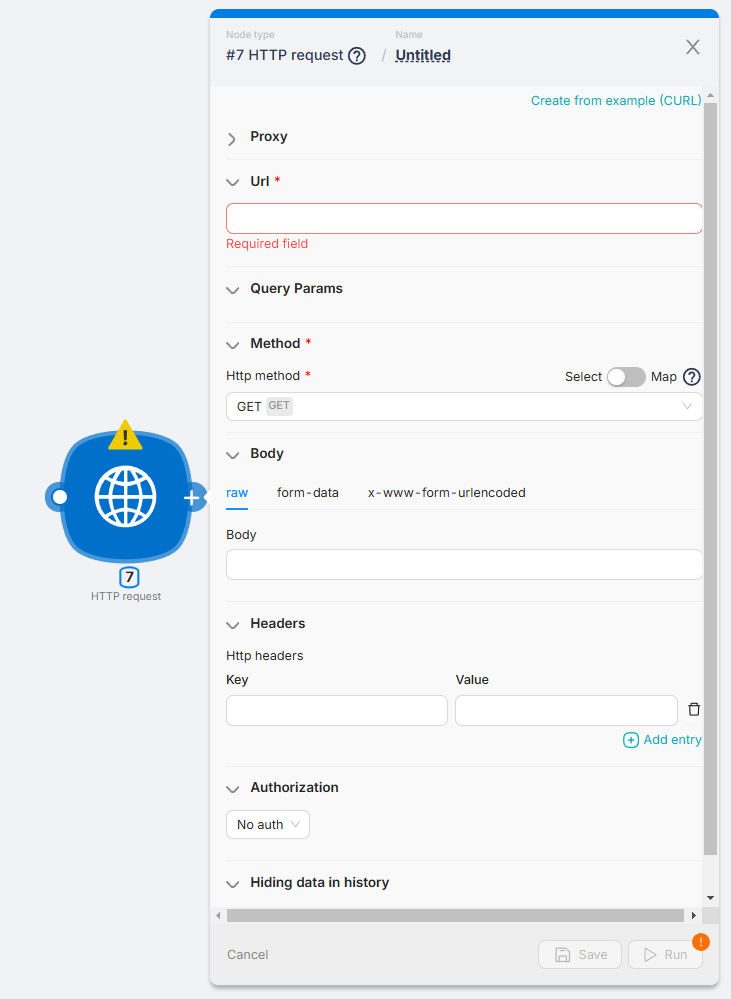 Node type
#7 HTTP request
/
Name
Untitled
Create from example (CURL)
Proxy
Url *
Required field
Query Params
Method *
Http method *
Select
Map
GET GET
Body
raw
form-data
x-www-form-urlencoded
Body
Headers
Http headers
Key
Value
Add entry
Authorization
No auth
Hiding data in history
Cancel
Save
Run
7
HTTP request